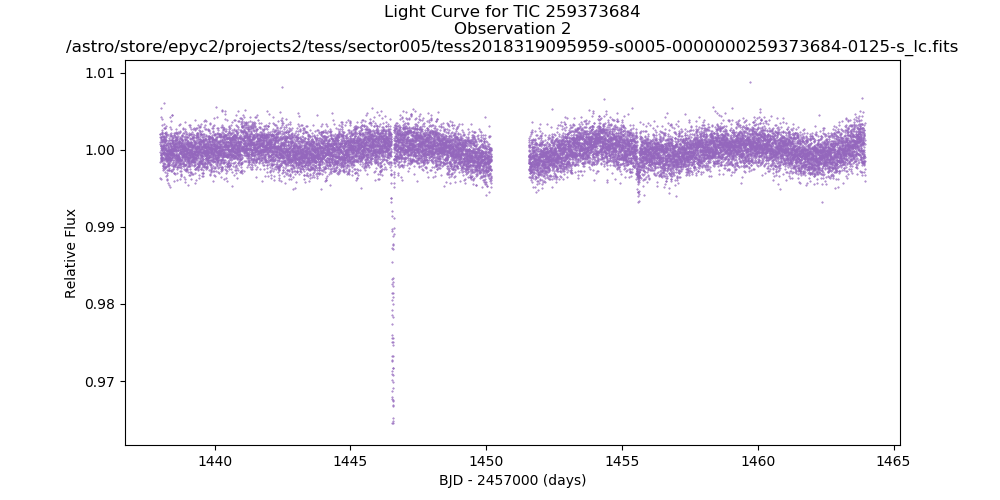 Light Curve for TIC 259373684
Observation 2
/astro/store/epyc2/projects2/tess/sector005/tess2018319095959-s0005-0000000259373684-0125-s_lc.fits
1.01
1.00
0.99
0.98
0.97
Relative Flux
1440 1445 1450 1455 1460 1465
BJD - 2457000 (days)